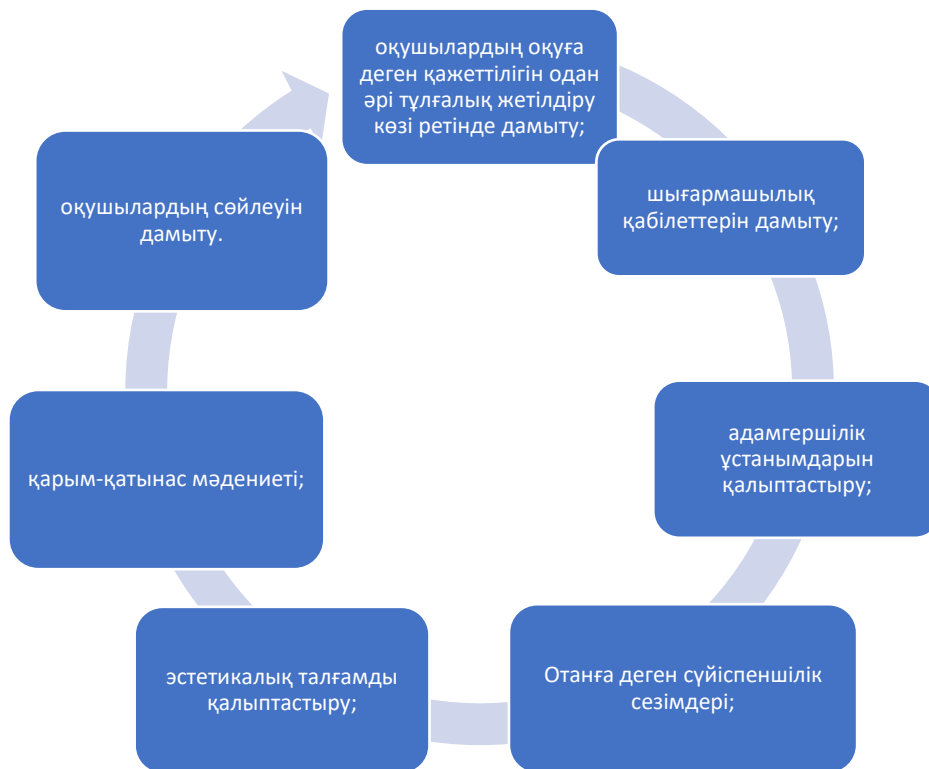 оқушылардың оқуға
деген қажеттілігін одан
әрі тұлғалық жетілдіру
көзі ретінде дамыту;
шығармашылық
қабілеттерін дамыту;
адамгершілік
ұстанымдарын
қалыптастыру;
Отанға деген сүйіспеншілік
сезімдері;
эстетикалық талғамды
қалыптастыру;
қарым-қатынас мәдениеті;
оқушылардың сөйлеуін
дамыту.